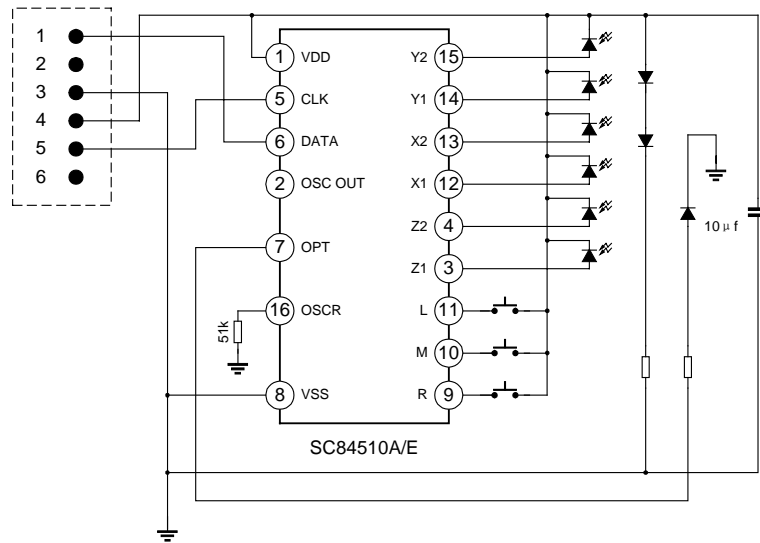 1
2
3
4
5
6
1 VDD Y2 15
5 CLK Y1 14
6 DATA X2 13
2 OSC OUT X1 12
Z2 4
7 OPT
Z1 3
16 OSCR L 11
M 10
8 VSS R 9
51k
10μf
SC84510A/E